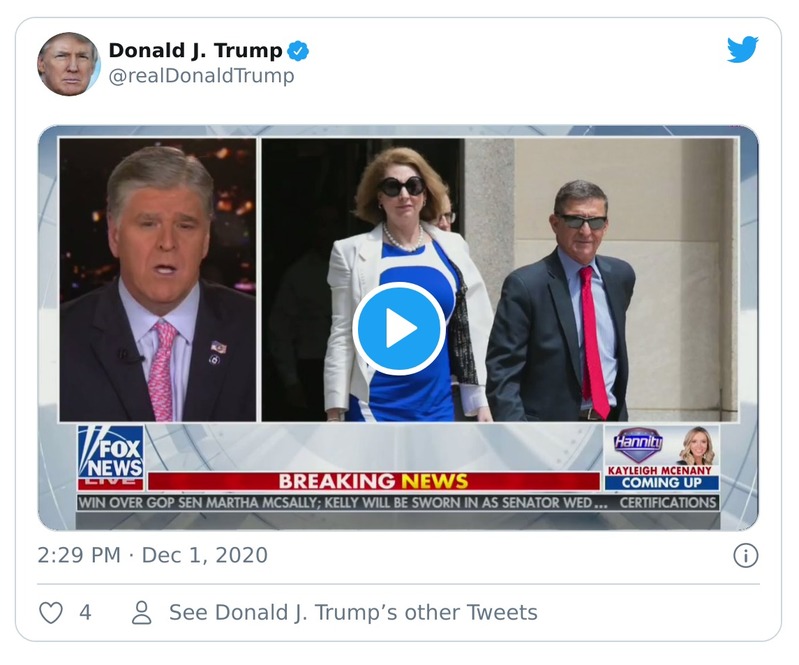 Donald J. Trump
@realDonaldTrump
FOX
NEWS
LIVE
BREAKING NEWS
Hannity
KAYLEIGH MCENANY
COMING UP
WIN OVER GOP SEN MARTHA MCSALLY; KELLY WILL BE SWORN IN AS SENATOR WED... CERTIFICATIONS
2:29 PM · Dec 1, 2020
4
See Donald J. Trump’s other Tweets